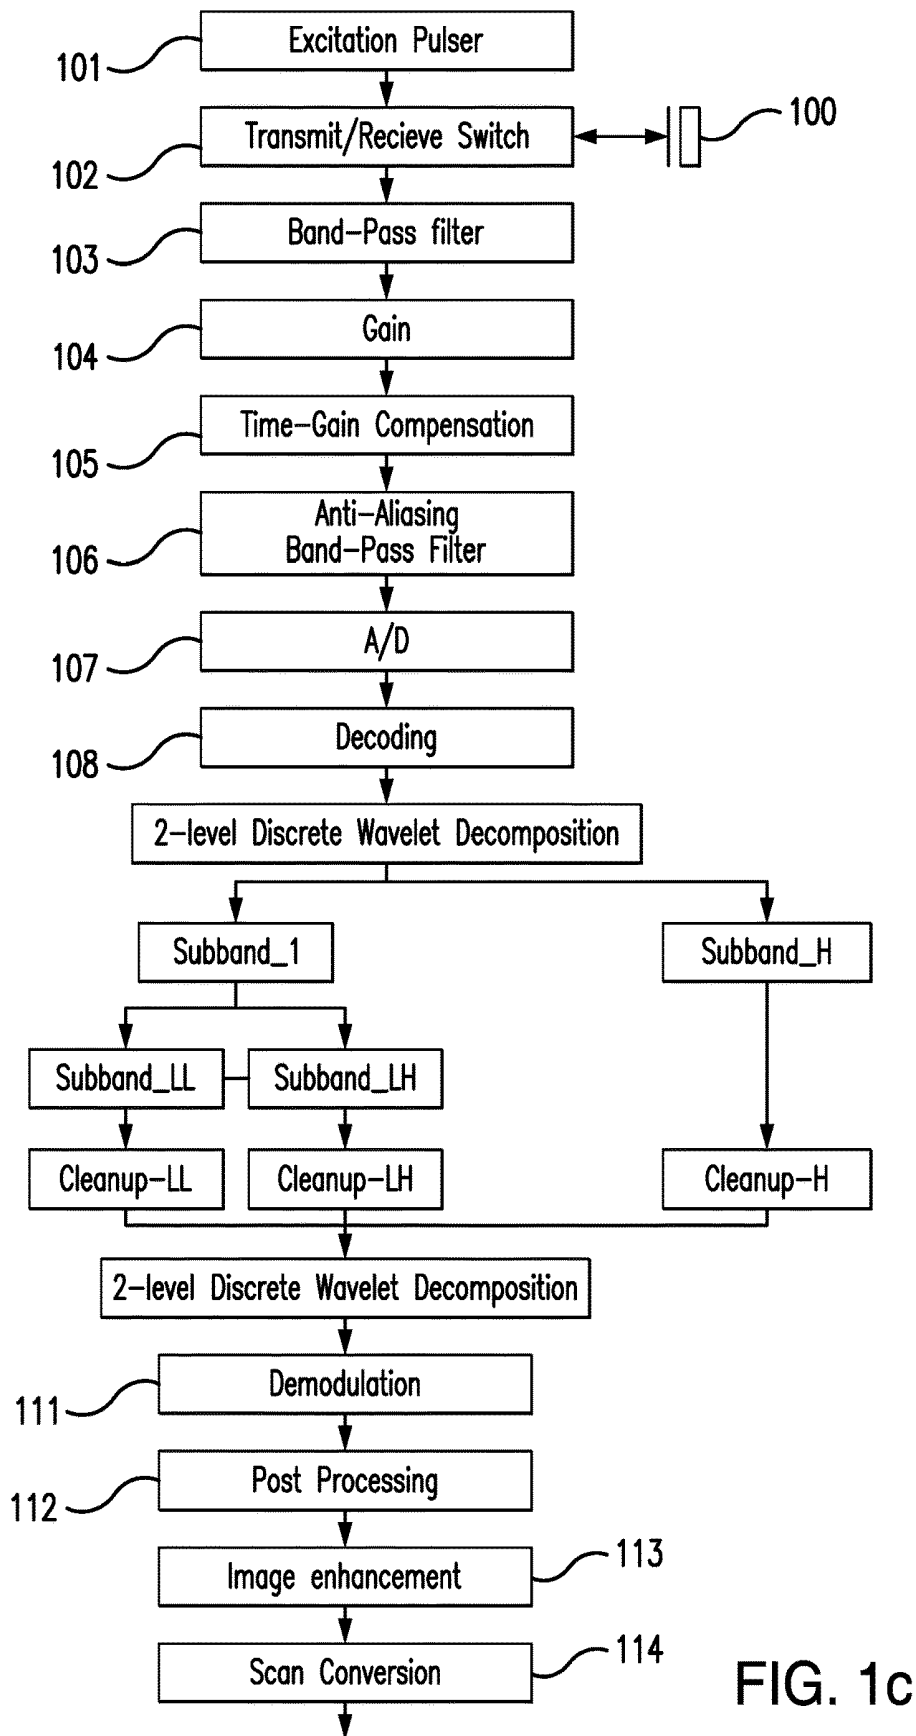 Excitation Pulser
101
Transmit/Recieve Switch
100
102
Band-Pass filter
103
Gain
104
Time-Gain Compensation
105
Anti-Aliasing
Band-Pass Filter
106
A/D
107
Decoding
108
2-level Discrete Wavelet Decomposition
Subband_1
Subband_H
Subband_LL
Subband_LH
Cleanup-LL
Cleanup-LH
Cleanup-H
2-level Discrete Wavelet Decomposition
Demodulation
111
Post Processing
112
Image enhancement
113
Scan Conversion
114
FIG. 1c